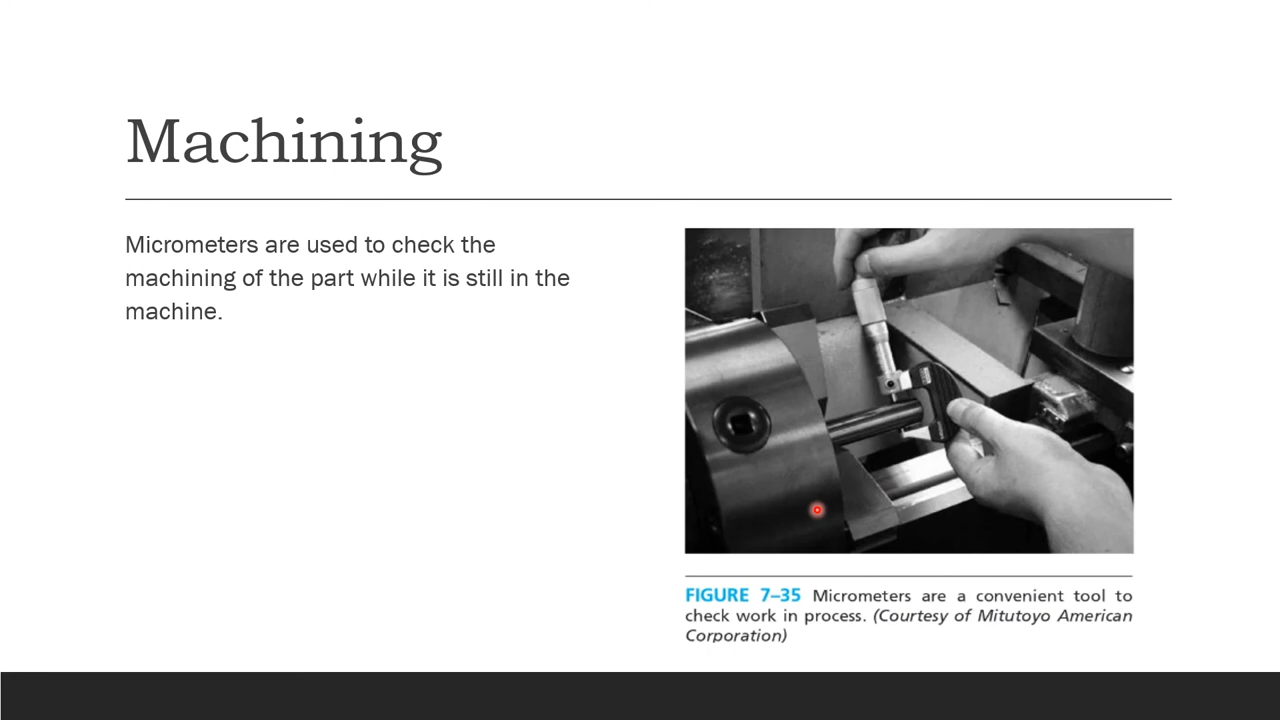 Machining
Micrometers are used to check the
machining of the part while it is still in the
machine.
FIGURE 7–35 Micrometers are a convenient tool to
check work in process. (Courtesy of Mitutoyo American
Corporation)